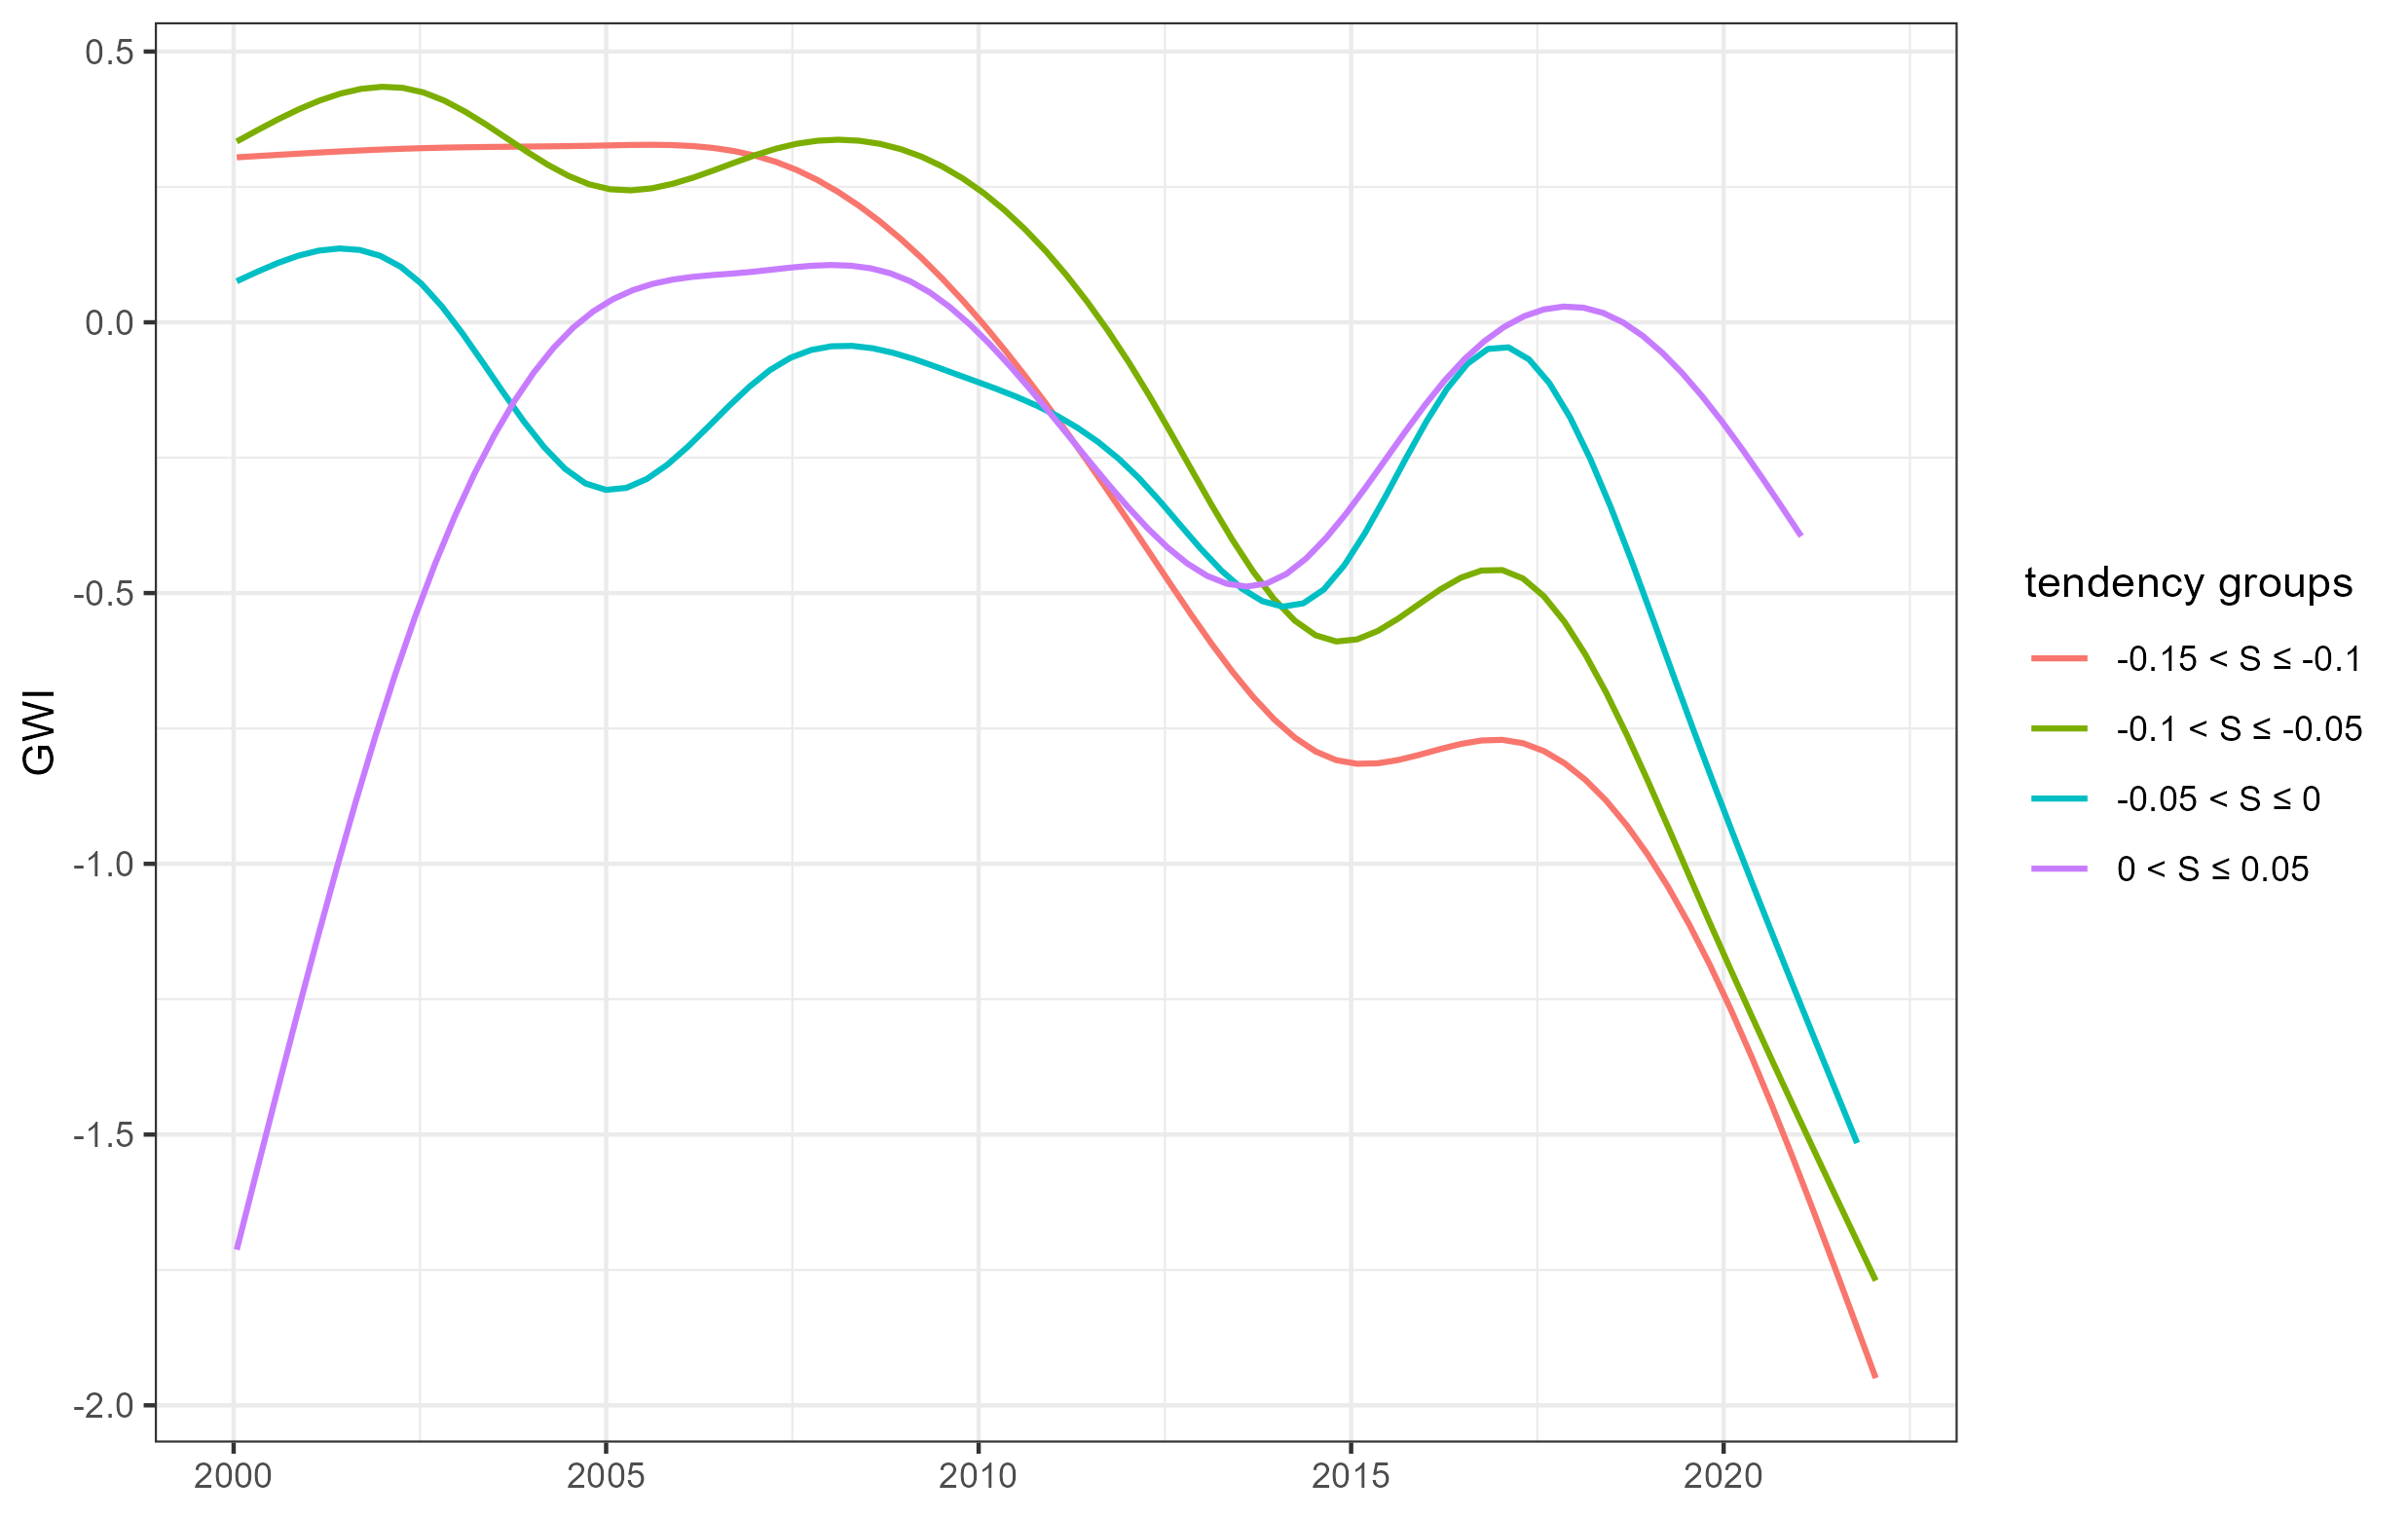 0.5
0.0
-0.5
-1.0
-1.5
-2.0
GWI
2000 2005 2010 2015 2020
tendency groups
-0.15 < S ≤ -0.1
-0.1 < S ≤ -0.05
-0.05 < S ≤ 0
0 < S ≤ 0.05